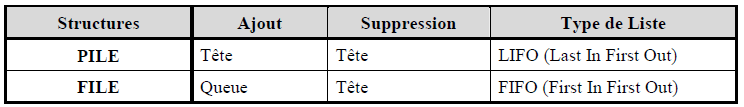 Structures Ajout Suppression Type de Liste
PILE Tête Tête LIFO (Last In First Out)
FILE Queue Tête FIFO (First In First Out)